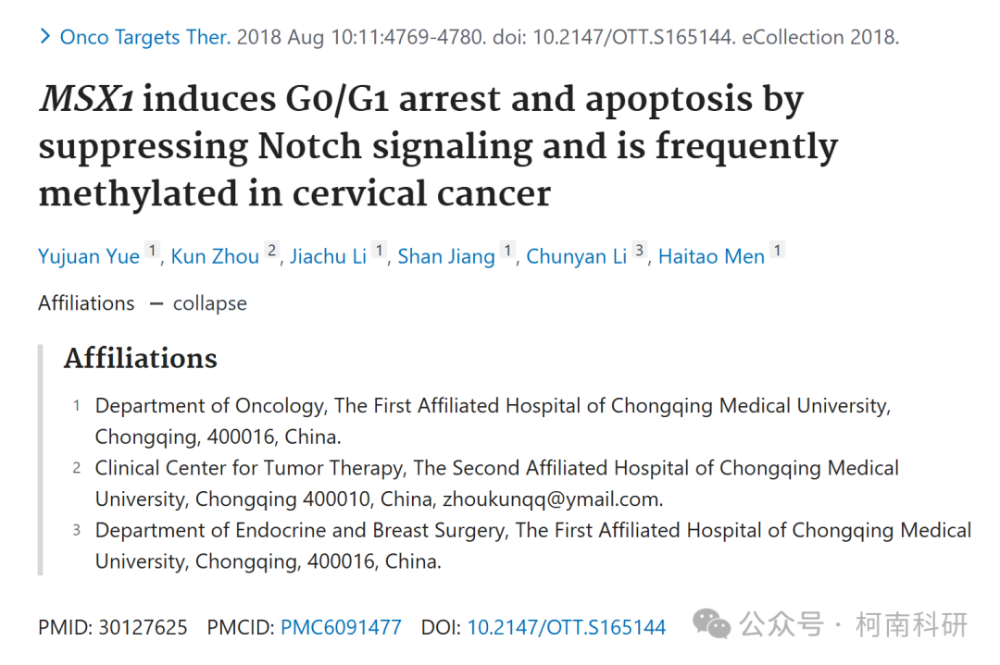 Onco Targets Ther. 2018 Aug 10:11:4769-4780. doi: 10.2147/OTT.S165144. eCollection 2018.
MSX1 induces G0/G1 arrest and apoptosis by
suppressing Notch signaling and is frequently
methylated in cervical cancer
Yujuan Yue 1, Kun Zhou 2, Jiachu Li 1, Shan Jiang 1, Chunyan Li 3, Haitao Men 1
Affiliations — collapse
Affiliations
1 Department of Oncology, The First Affiliated Hospital of Chongqing Medical University,
Chongqing, 400016, China.
2 Clinical Center for Tumor Therapy, The Second Affiliated Hospital of Chongqing Medical
University, Chongqing 400010, China, zhoukunqq@ymail.com.
3 Department of Endocrine and Breast Surgery, The First Affiliated Hospital of Chongqing Medical
University, Chongqing, 400016, China.
PMID: 30127625 PMCID: PMC6091477 DOI: 10.2147/OTT.S165144
公众号 · 柯南科研